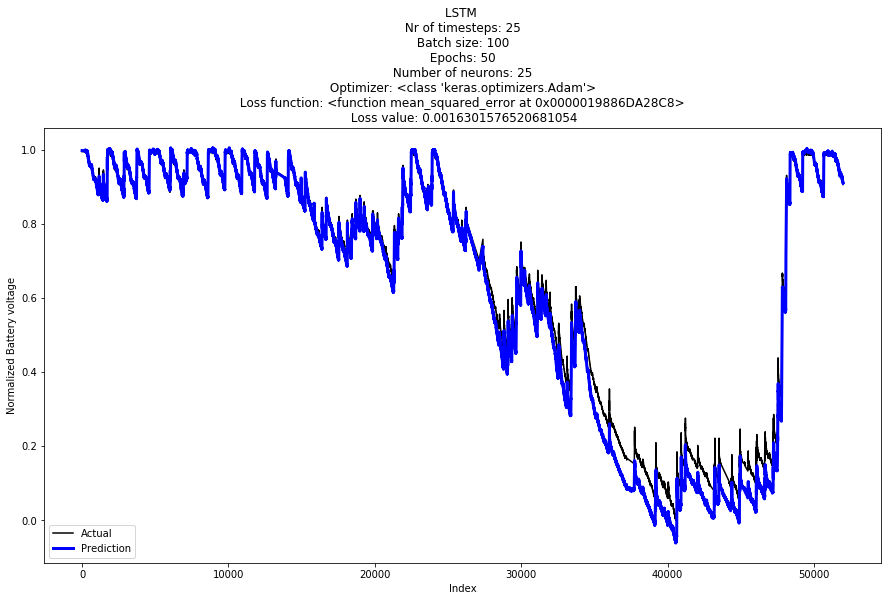 LSTM
Nr of timesteps: 25
Batch size: 100
Epochs: 50
Number of neurons: 25
Optimizer: <class 'keras.optimizers.Adam'>
Loss function: <function mean_squared_error at 0x0000019886DA28C8>
Loss value: 0.0016301576520681054
1.0
0.8
0.6
0.4
0.2
0.0
Normalized Battery voltage
Actual
Prediction
0 10000 20000 30000 40000 50000
Index